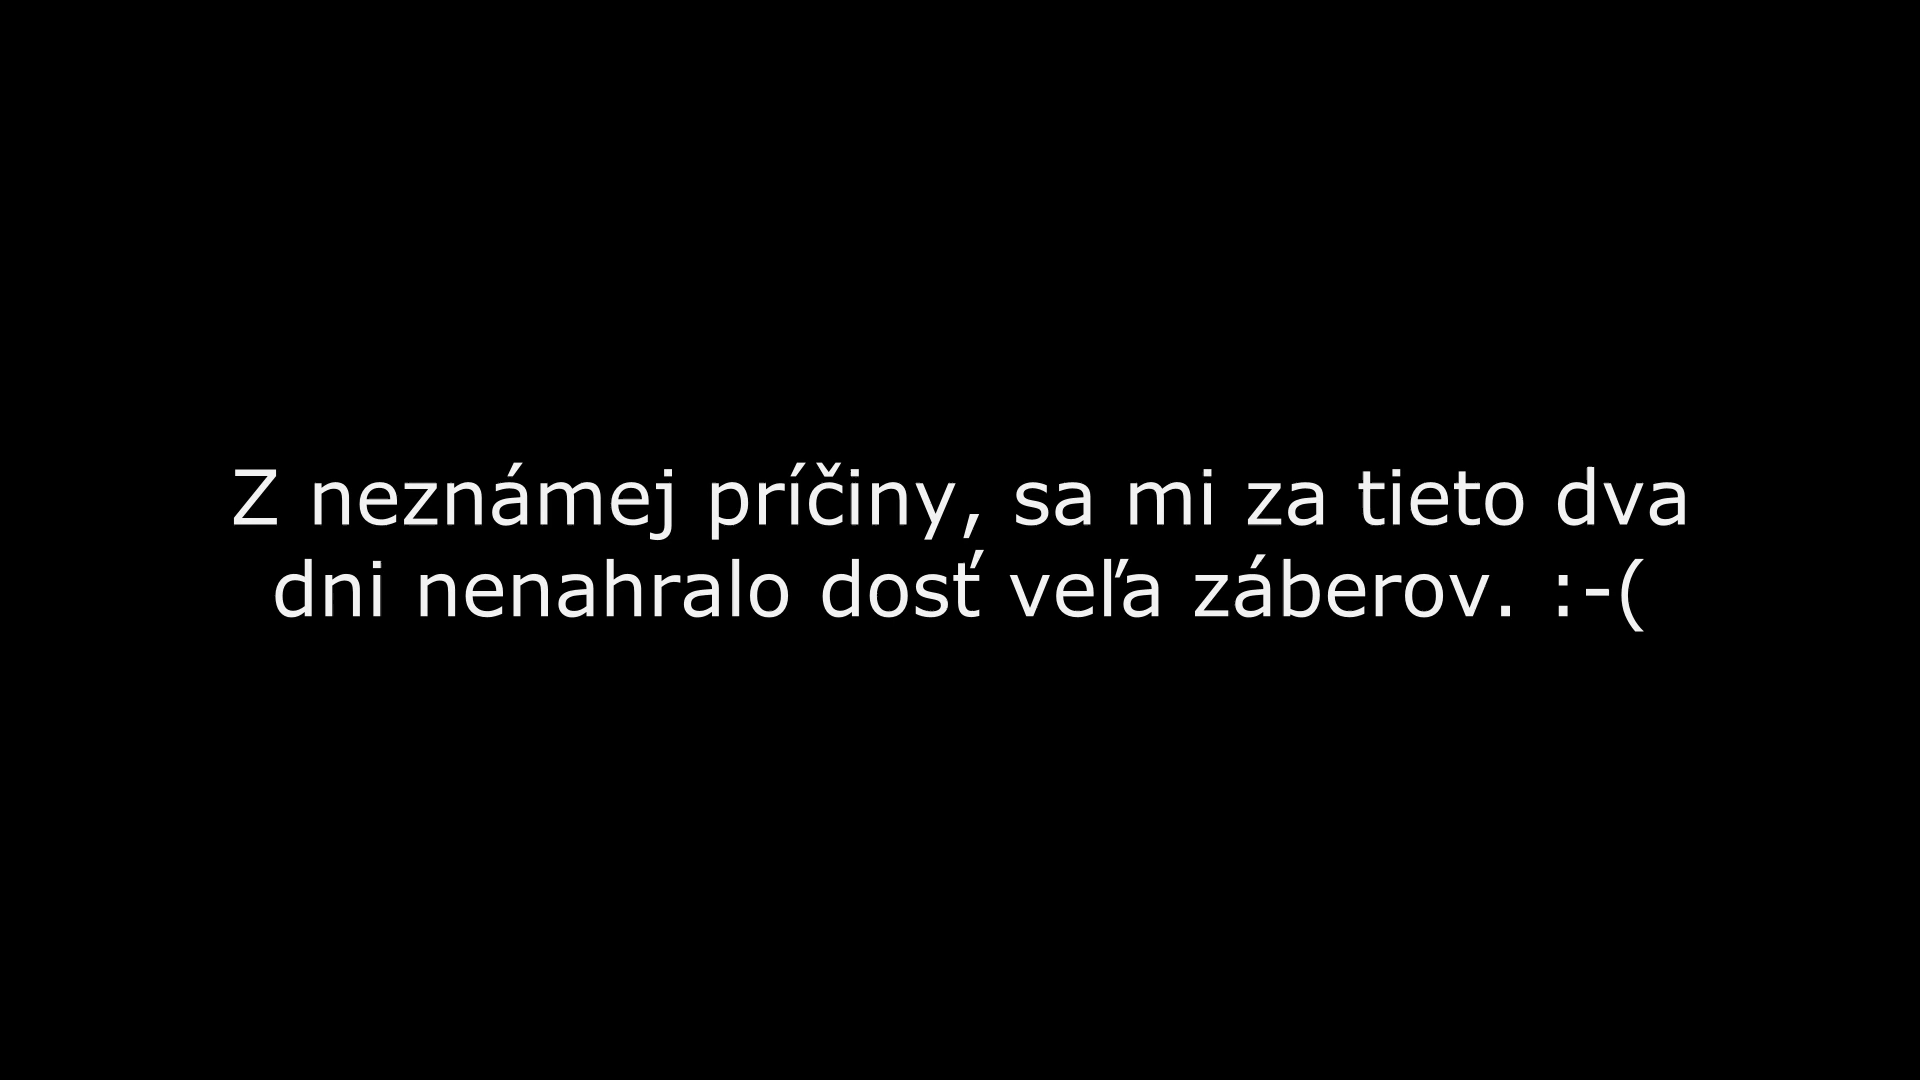 Z neznámej príčiny, sa mi za tieto dva
dni nenahralo dosť veľa záberov. :-(